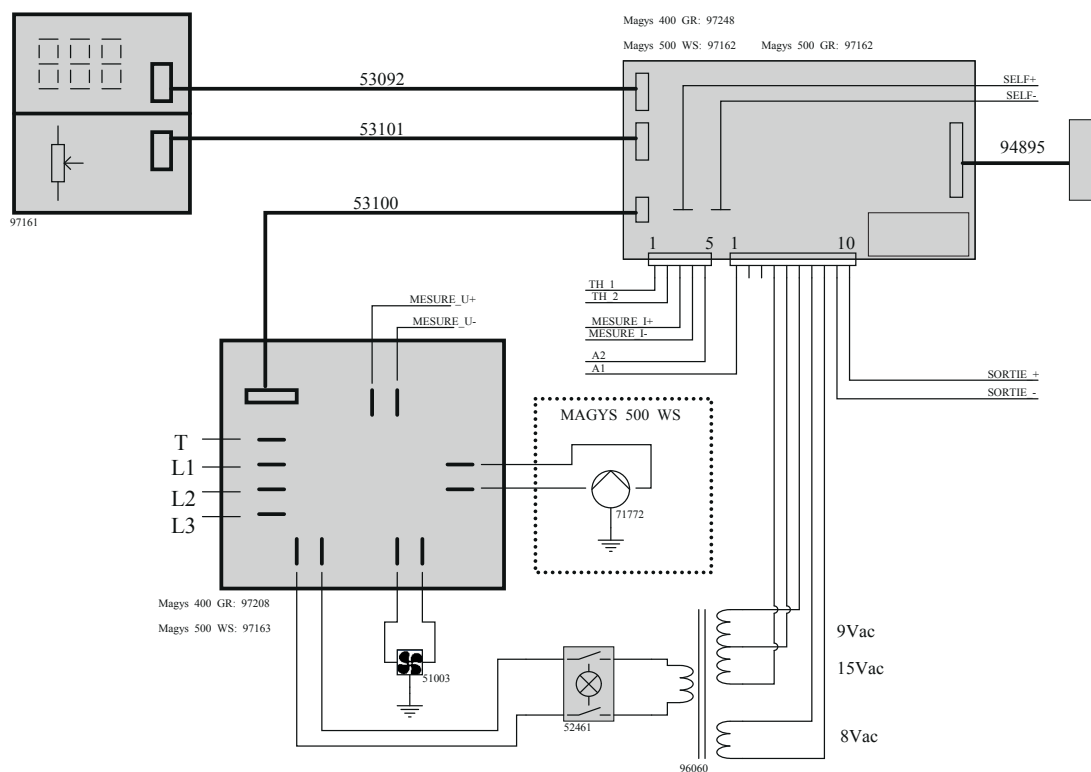 Magys 400 GR: 97248
Magys 500 WS: 97162 Magys 500 GR: 97162
53092
SELF+
SELF-
53101
94895
97161
53100
1 5 1 10
TH_1
TH_2
MESURE_U+
MESURE_U-
MESURE_I+
MESURE_I-
A2
A1
SORTIE_+
SORTIE_-
MAGYS 500 WS
T
L1
L2
L3
71772
Magys 400 GR: 97208
Magys 500 WS: 97163
9Vac
15Vac
51003
52461
8Vac
96060